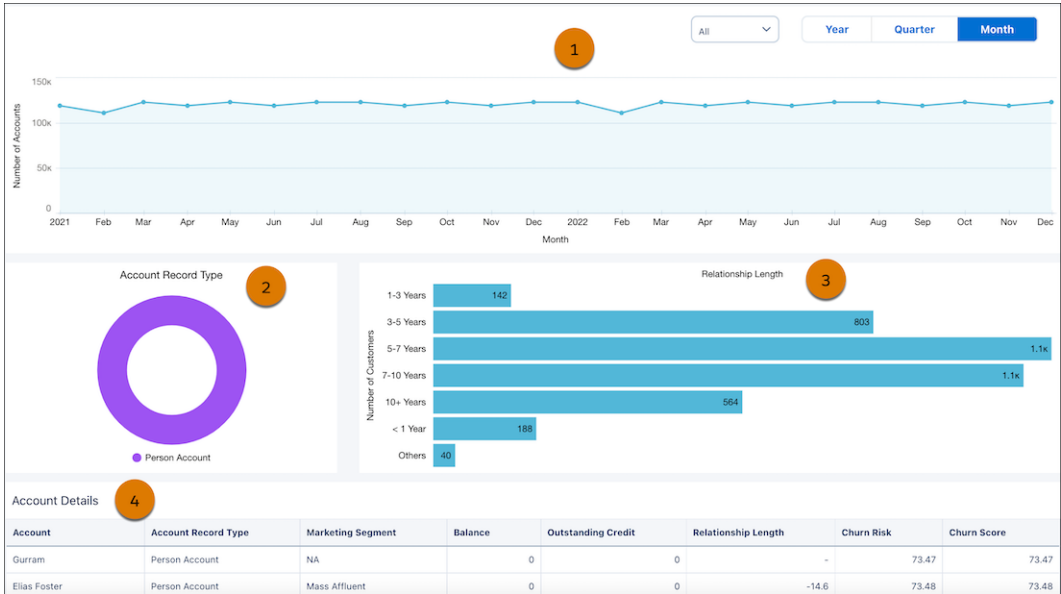 All Year Quarter Month
1
150K
100K
50K
0
Number of Accounts
2021 Feb Mar Apr May Jun Jul Aug Sep Oct Nov Dec 2022 Feb Mar Apr May Jun Jul Aug Sep Oct Nov Dec
Month
Account Record Type
2
Person Account
Relationship Length
3
Number of Customers
1-3 Years 142
3-5 Years 803
5-7 Years 1.1K
7-10 Years 1.1K
10+ Years 564
< 1 Year 188
Others 40
Account Details
4
Account Account Record Type Marketing Segment Balance Outstanding Credit Relationship Length Churn Risk Churn Score
Gurram Person Account NA 0 0 - 73.47 73.47
Elias Foster Person Account Mass Affluent 0 0 -14.6 73.48 73.48